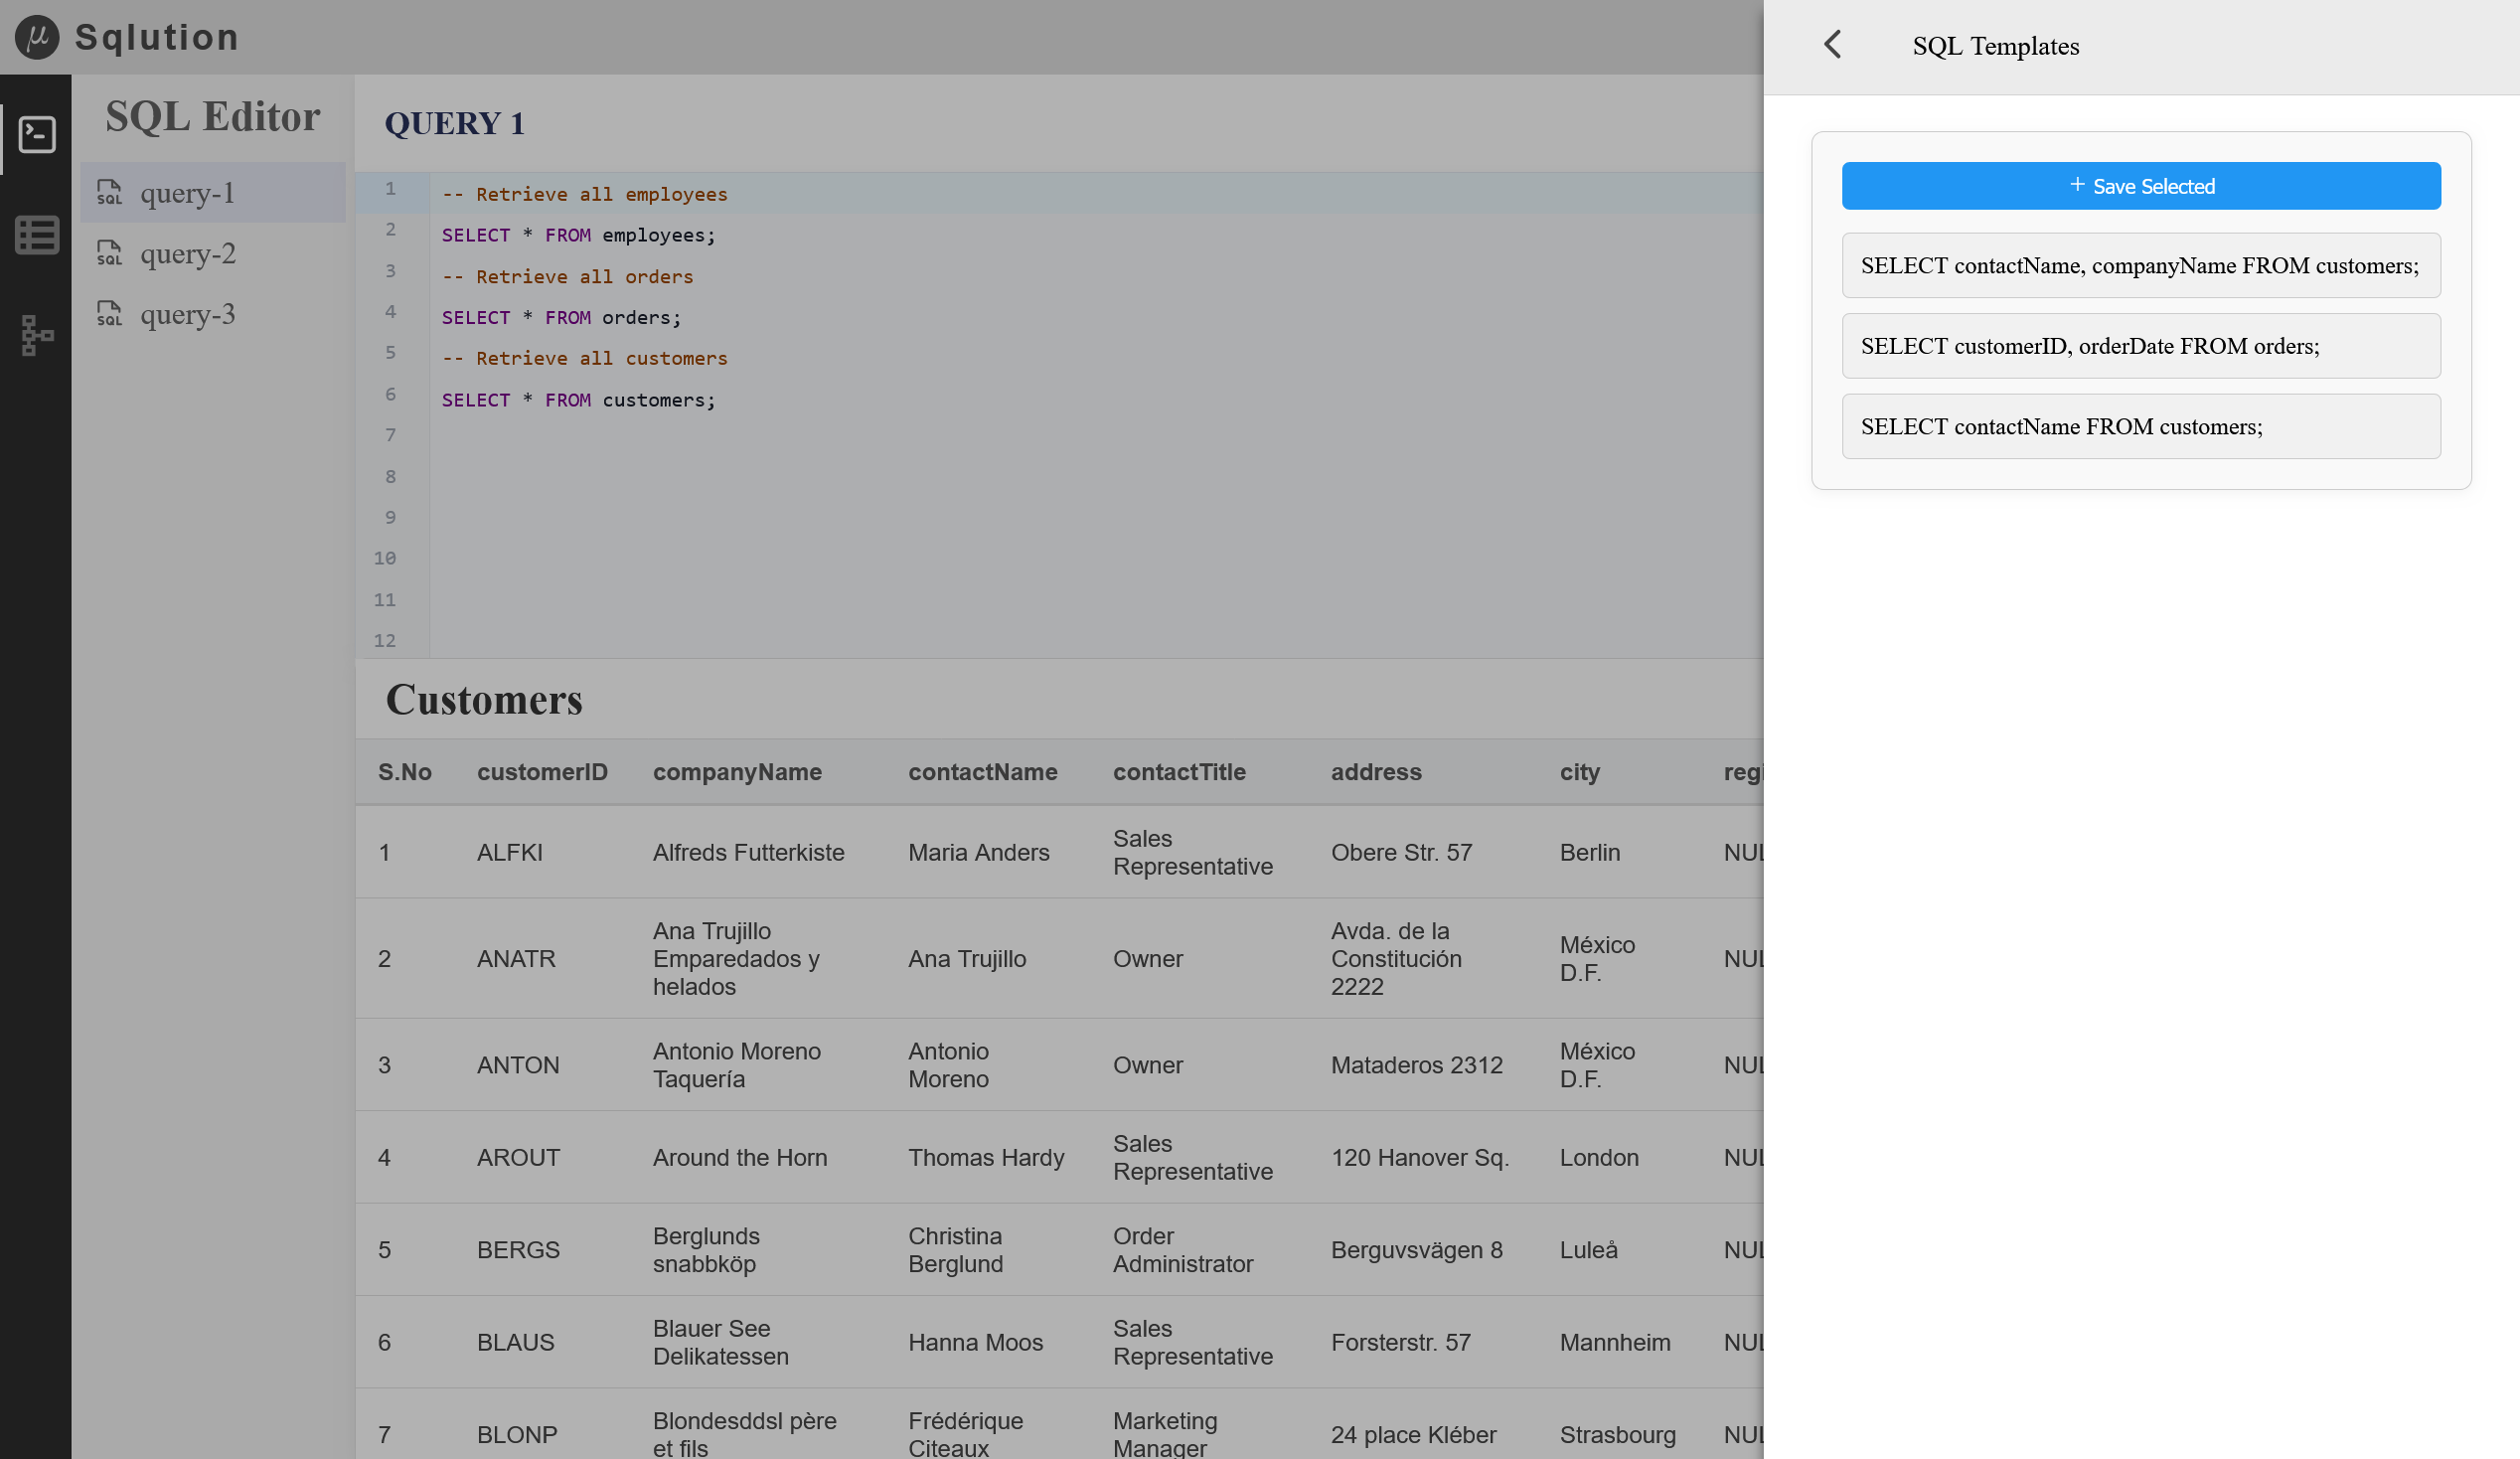 μ Sqlution
SQL Editor
SQL query-1
SQL query-2
SQL query-3
QUERY 1
1 -- Retrieve all employees
2 SELECT * FROM employees;
3 -- Retrieve all orders
4 SELECT * FROM orders;
5 -- Retrieve all customers
6 SELECT * FROM customers;
7
8
9
10
11
12
Customers
S.No customerID companyName contactName contactTitle address city
1 ALFKI Alfreds Futterkiste Maria Anders Sales Representative Obere Str. 57 Berlin
2 ANATR Ana Trujillo Emparedados y helados Ana Trujillo Owner Avda. de la Constitución 2222 México D.F.
3 ANTON Antonio Moreno Taquería Antonio Moreno Owner Mataderos 2312 México D.F.
4 AROUT Around the Horn Thomas Hardy Sales Representative 120 Hanover Sq. London
5 BERGS Berglunds snabbköp Christina Berglund Order Administrator Berguvsvägen 8 Luleå
6 BLAUS Blauer See Delikatessen Hanna Moos Sales Representative Forsterstr. 57 Mannheim
7 BLONP Blondesddsl père et fils Frédérique Citeaux Marketing Manager 24 place Kléber Strasbourg
SQL Templates
+ Save Selected
SELECT contactName, companyName FROM customers;
SELECT customerID, orderDate FROM orders;
SELECT contactName FROM customers;